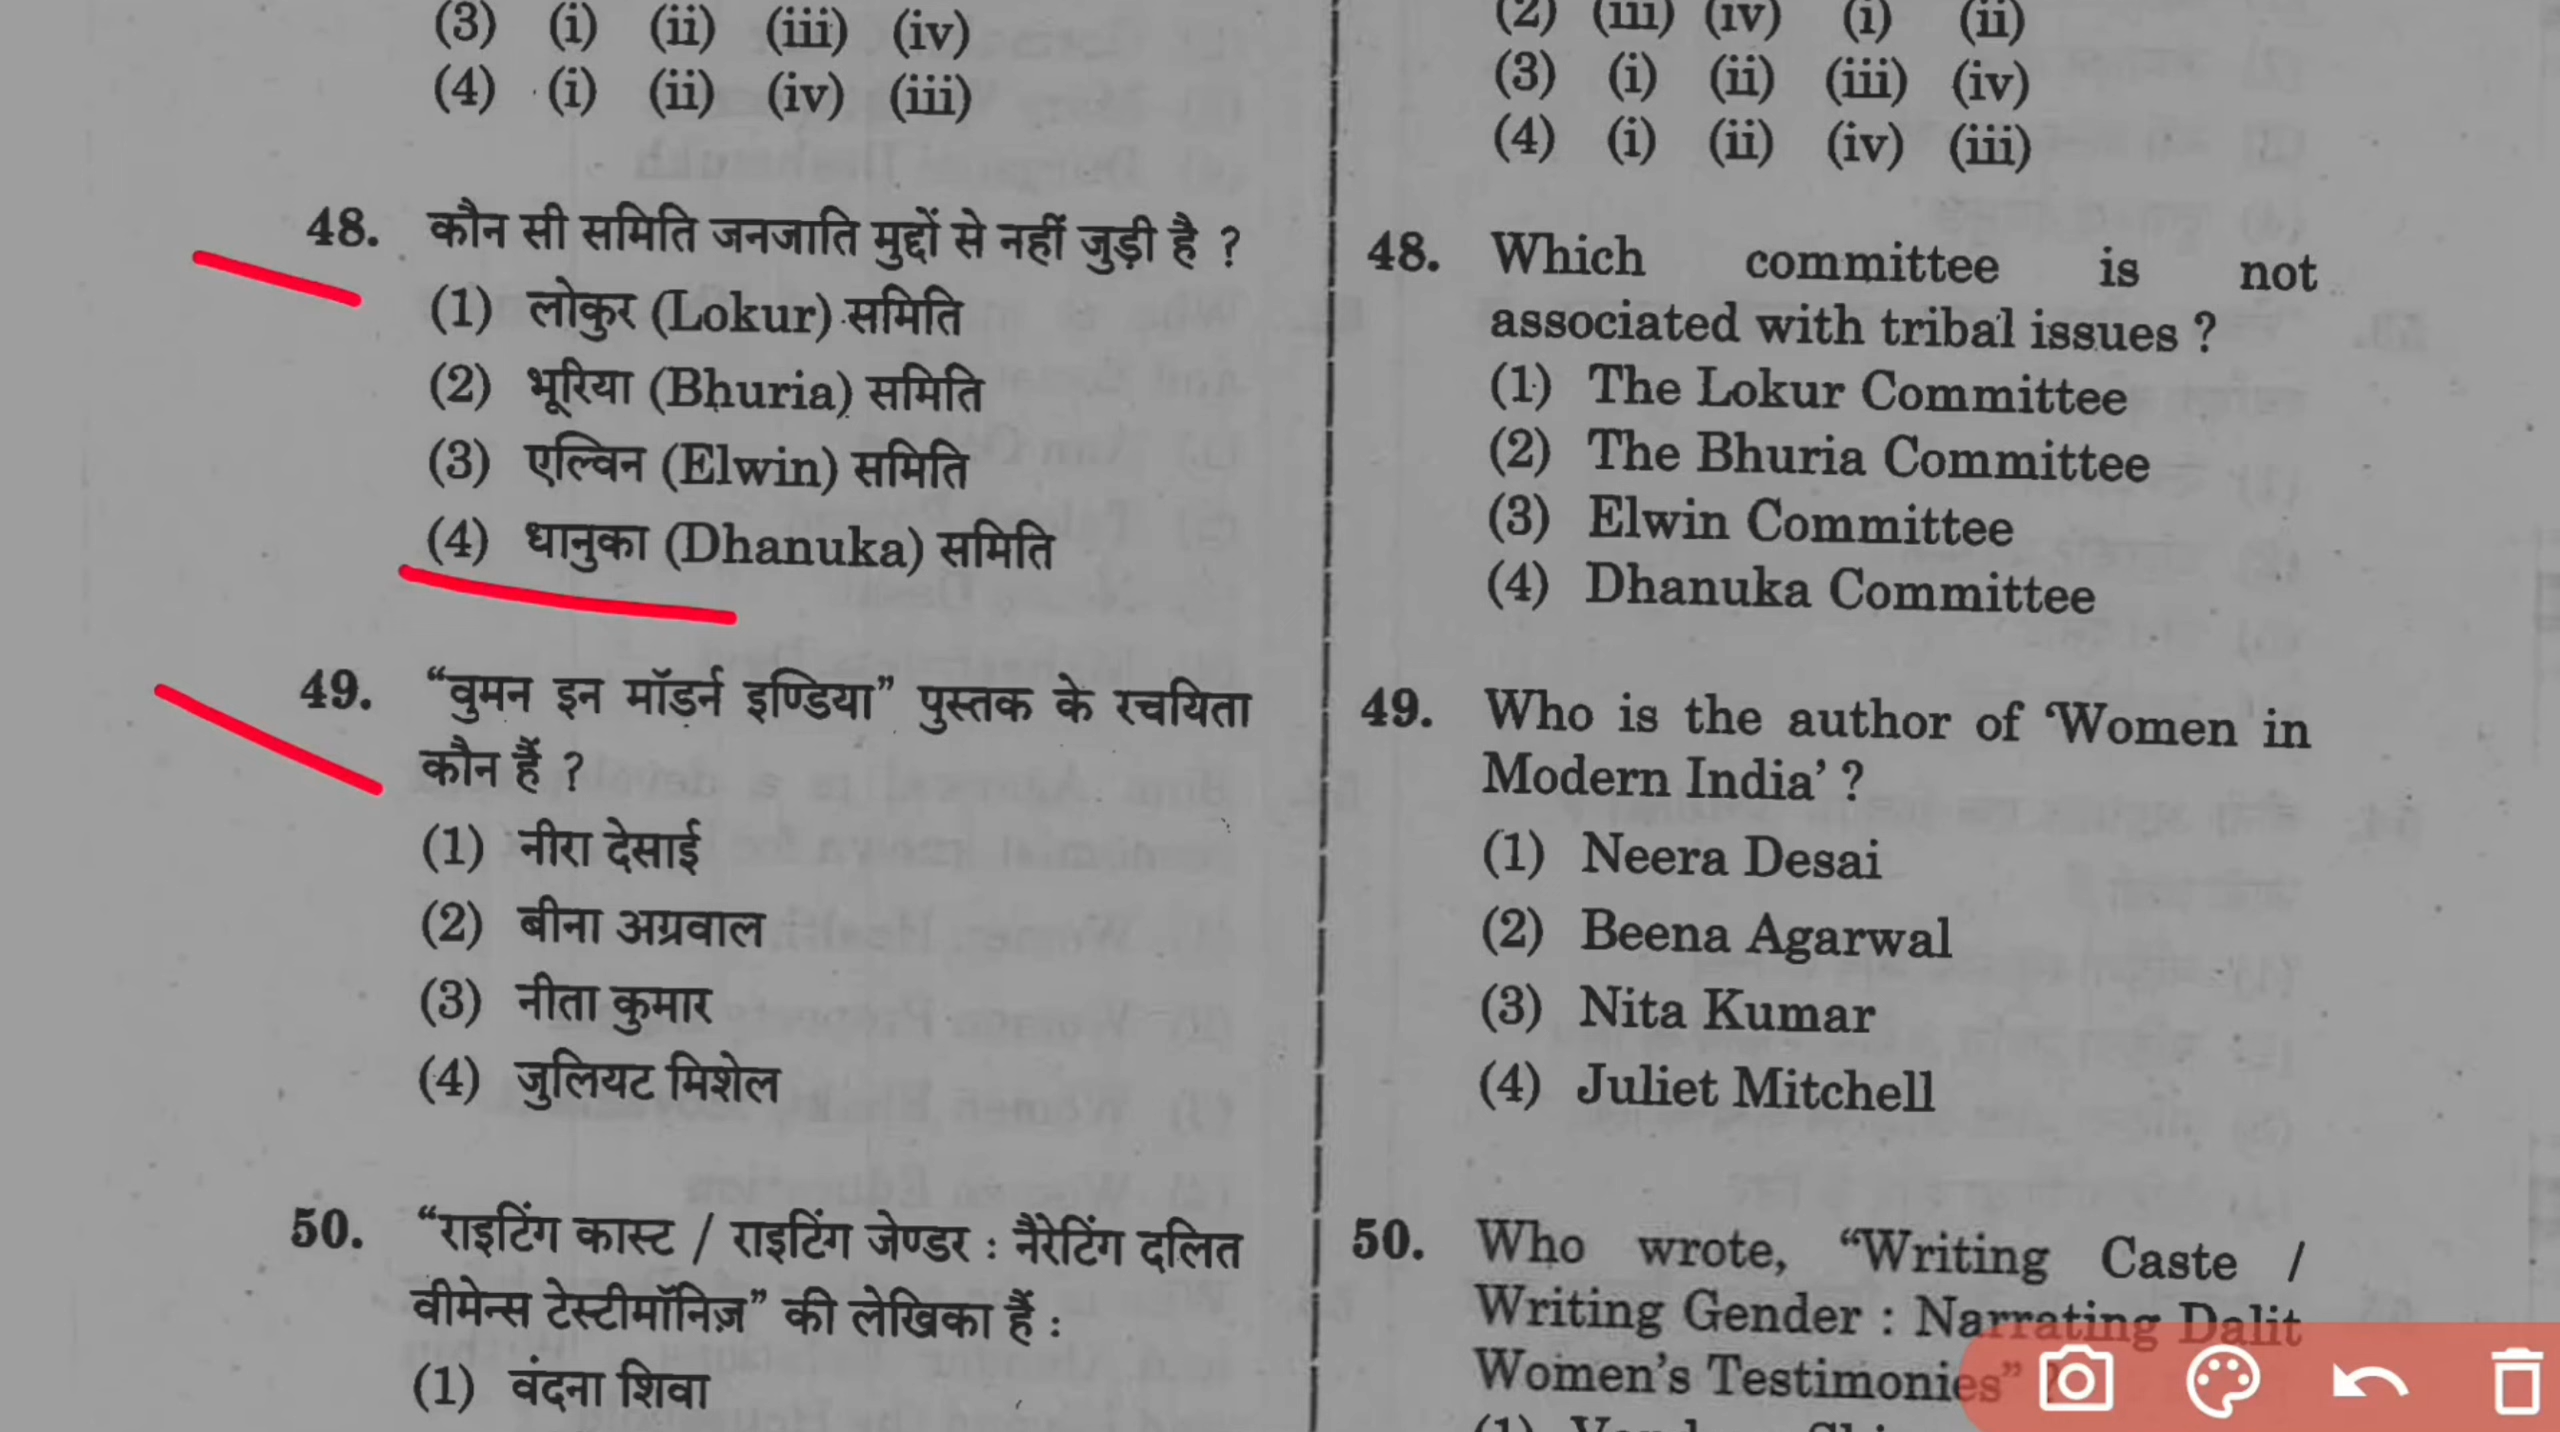 (3) (i) (ii) (iii) (iv)
(4) (i) (ii) (iv) (iii)
48. कौन सी समिति जनजाति मुद्दों से नहीं जुड़ी है ?
(1) लोकुर (Lokur) समिति
(2) भूरिया (Bhuria) समिति
(3) एल्विन (Elwin) समिति
(4) धानुका (Dhanuka) समिति
49. “वुमन इन मॉडर्न इण्डिया” पुस्तक के रचयिता
कौन हैं ?
(1) नीरा देसाई
(2) बीना अग्रवाल
(3) नीता कुमार
(4) जुलियट मिशेल
50. “राइटिंग कास्ट / राइटिंग जेण्डर : नैरेटिंग दलित
वीमेन्स टेस्टीमॉनिज़” की लेखिका हैं :
(1) वंदना शिवा
(2) (iii) (iv) (i) (ii)
(3) (i) (ii) (iii) (iv)
(4) (i) (ii) (iv) (iii)
48. Which committee is not
associated with tribal issues ?
(1) The Lokur Committee
(2) The Bhuria Committee
(3) Elwin Committee
(4) Dhanuka Committee
49. Who is the author of ‘Women in
Modern India’ ?
(1) Neera Desai
(2) Beena Agarwal
(3) Nita Kumar
(4) Juliet Mitchell
50. Who wrote, “Writing Caste /
Writing Gender : Narrating Dalit
Women’s Testimonies” ?
(1)